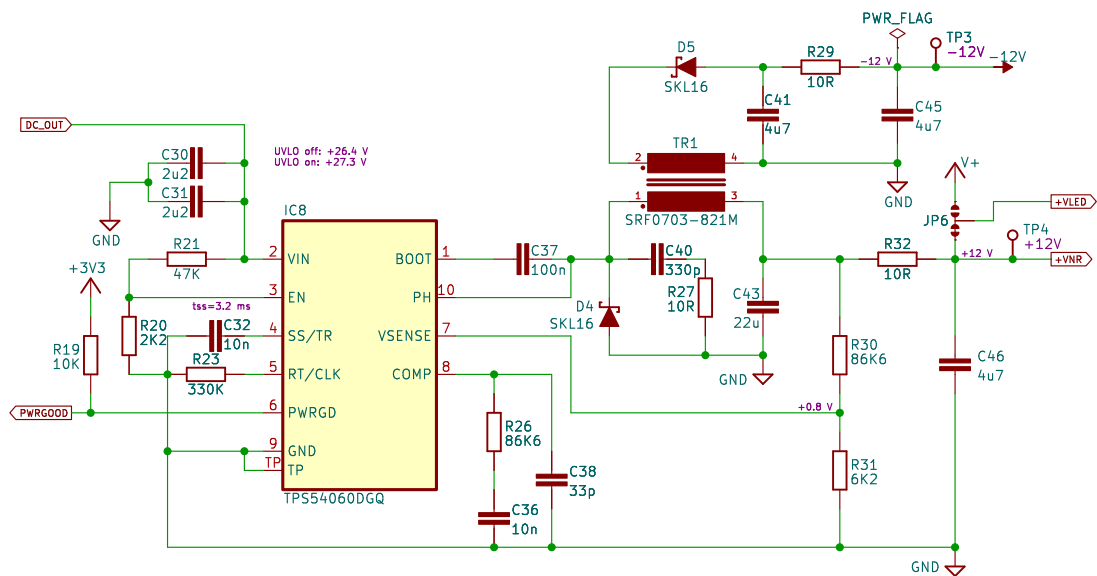 PWR_FLAG
TP3
-12V
-12V
-12 V
D5
SKL16
R29
10R
C41
4u7
C45
4u7
GND
DC_OUT
C30
2u2
C31
2u2
GND
UVLO off: +26.4 V
UVLO on: +27.3 V
TR1
2
4
1
3
SRF0703-821M
V+
JP6
+VLED
TP4
+12V
+12 V
+VNR
IC8
R21
47K
+3V3
2
VIN
BOOT
1
C37
100n
C40
330p
R27
10R
R32
10R
3
EN
PH
10
tss=3.2 ms
R20
2K2
C32
10n
4
SS/TR
VSENSE
7
D4
SKL16
C43
22u
R19
10K
R23
330K
5
RT/CLK
COMP
8
GND
R30
86K6
C46
4u7
PWRGOOD
6
PWRGD
+0.8 V
R26
86K6
9
GND
TP
TP
TPS54060DGQ
C38
33p
R31
6K2
C36
10n
GND